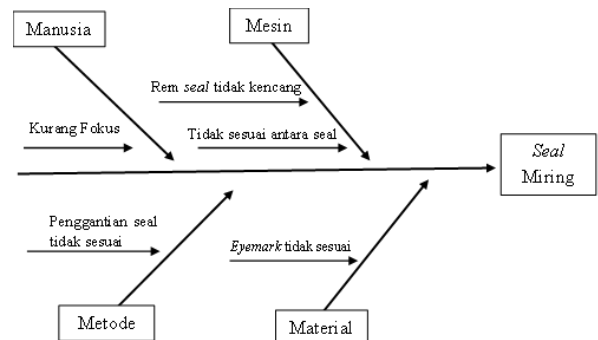 Manusia
Mesin
Rem seal tidak kencang
Kurang Fokus
Tidak sesuai antara seal
Seal
Miring
Penggantian seal
tidak sesuai
Eyemark tidak sesuai
Metode
Material